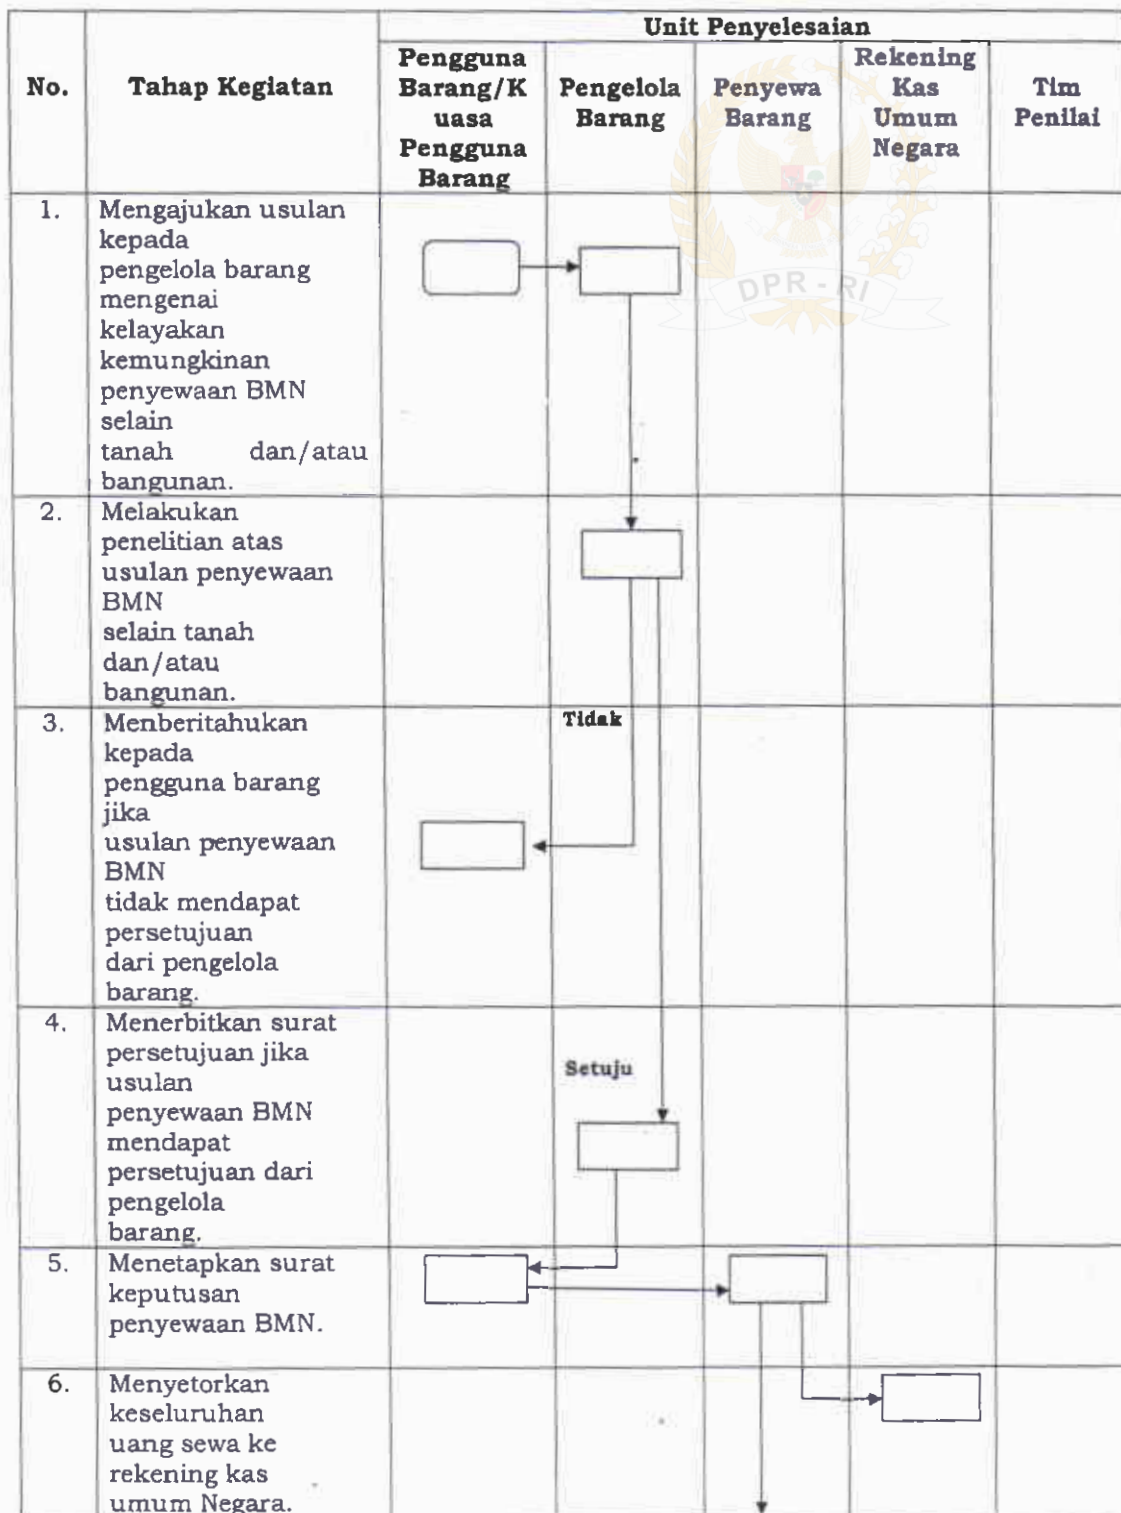 Unit Penyelesaian
No.
Tahap Kegiatan
Pengguna
Barang/K
uasa
Pengguna
Barang
Pengelola
Barang
Penyewa
Barang
Rekening
Kas
Umum
Negara
Tim
Penilai
1.
Mengajukan usulan
kepada
pengelola barang
mengenai
kelayakan
kemungkinan
penyewaan BMN
selain
tanah dan/atau
bangunan.
DPR - RI
2.
Melakukan
penelitian atas
usulan penyewaan
BMN
selain tanah
dan/atau
bangunan.
3.
Menberitahukan
kepada
pengguna barang
jika
usulan penyewaan
BMN
tidak mendapat
persetujuan
dari pengelola
barang.
Tidak
4.
Menerbitkan surat
persetujuan jika
usulan
penyewaan BMN
mendapat
persetujuan dari
pengelola
barang.
Setuju
5.
Menetapkan surat
keputusan
penyewaan BMN.
6.
Menyetorkan
keseluruhan
uang sewa ke
rekening kas
umum Negara.